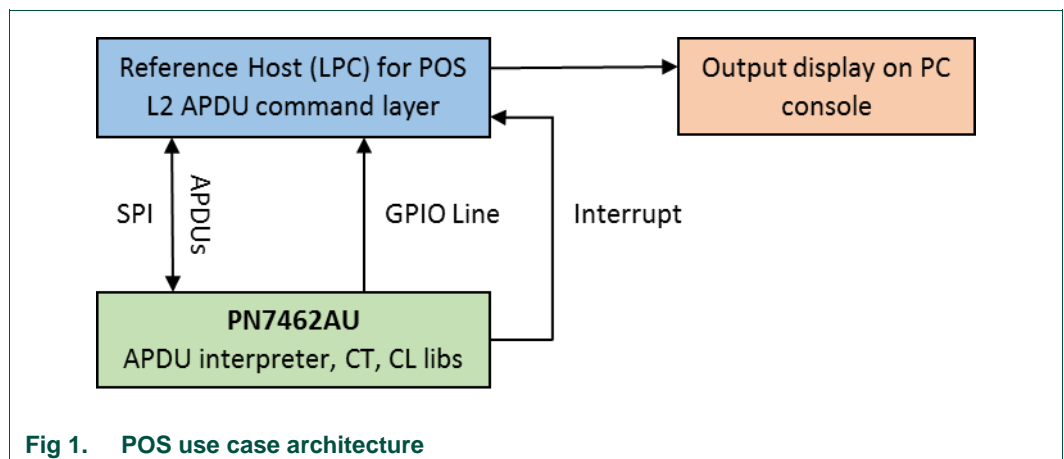 Reference Host (LPC) for POS
L2 APDU command layer
Output display on PC
console
SPI
APDUs
GPIO Line
Interrupt
PN7462AU
APDU interpreter, CT, CL libs
Fig 1. POS use case architecture